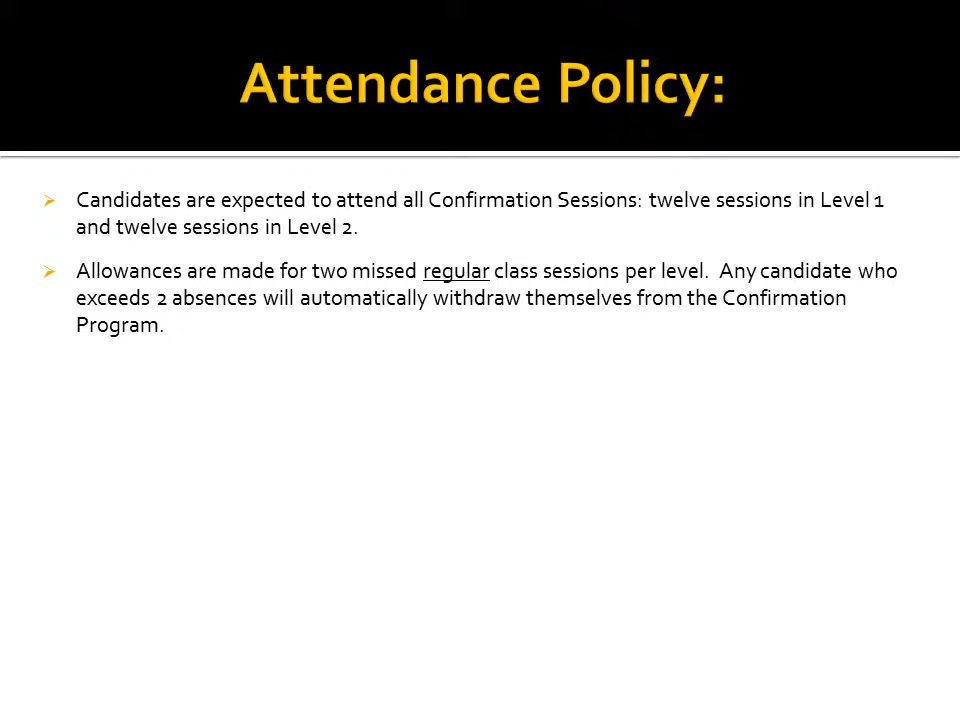 Attendance Policy:
Candidates are expected to attend all Confirmation Sessions:  twelve sessions in Level 1
and twelve sessions in Level 2.
Allowances are made for two missed regular class sessions per level.  Any candidate who
exceeds 2 absences will automatically withdraw themselves from the Confirmation
Program.